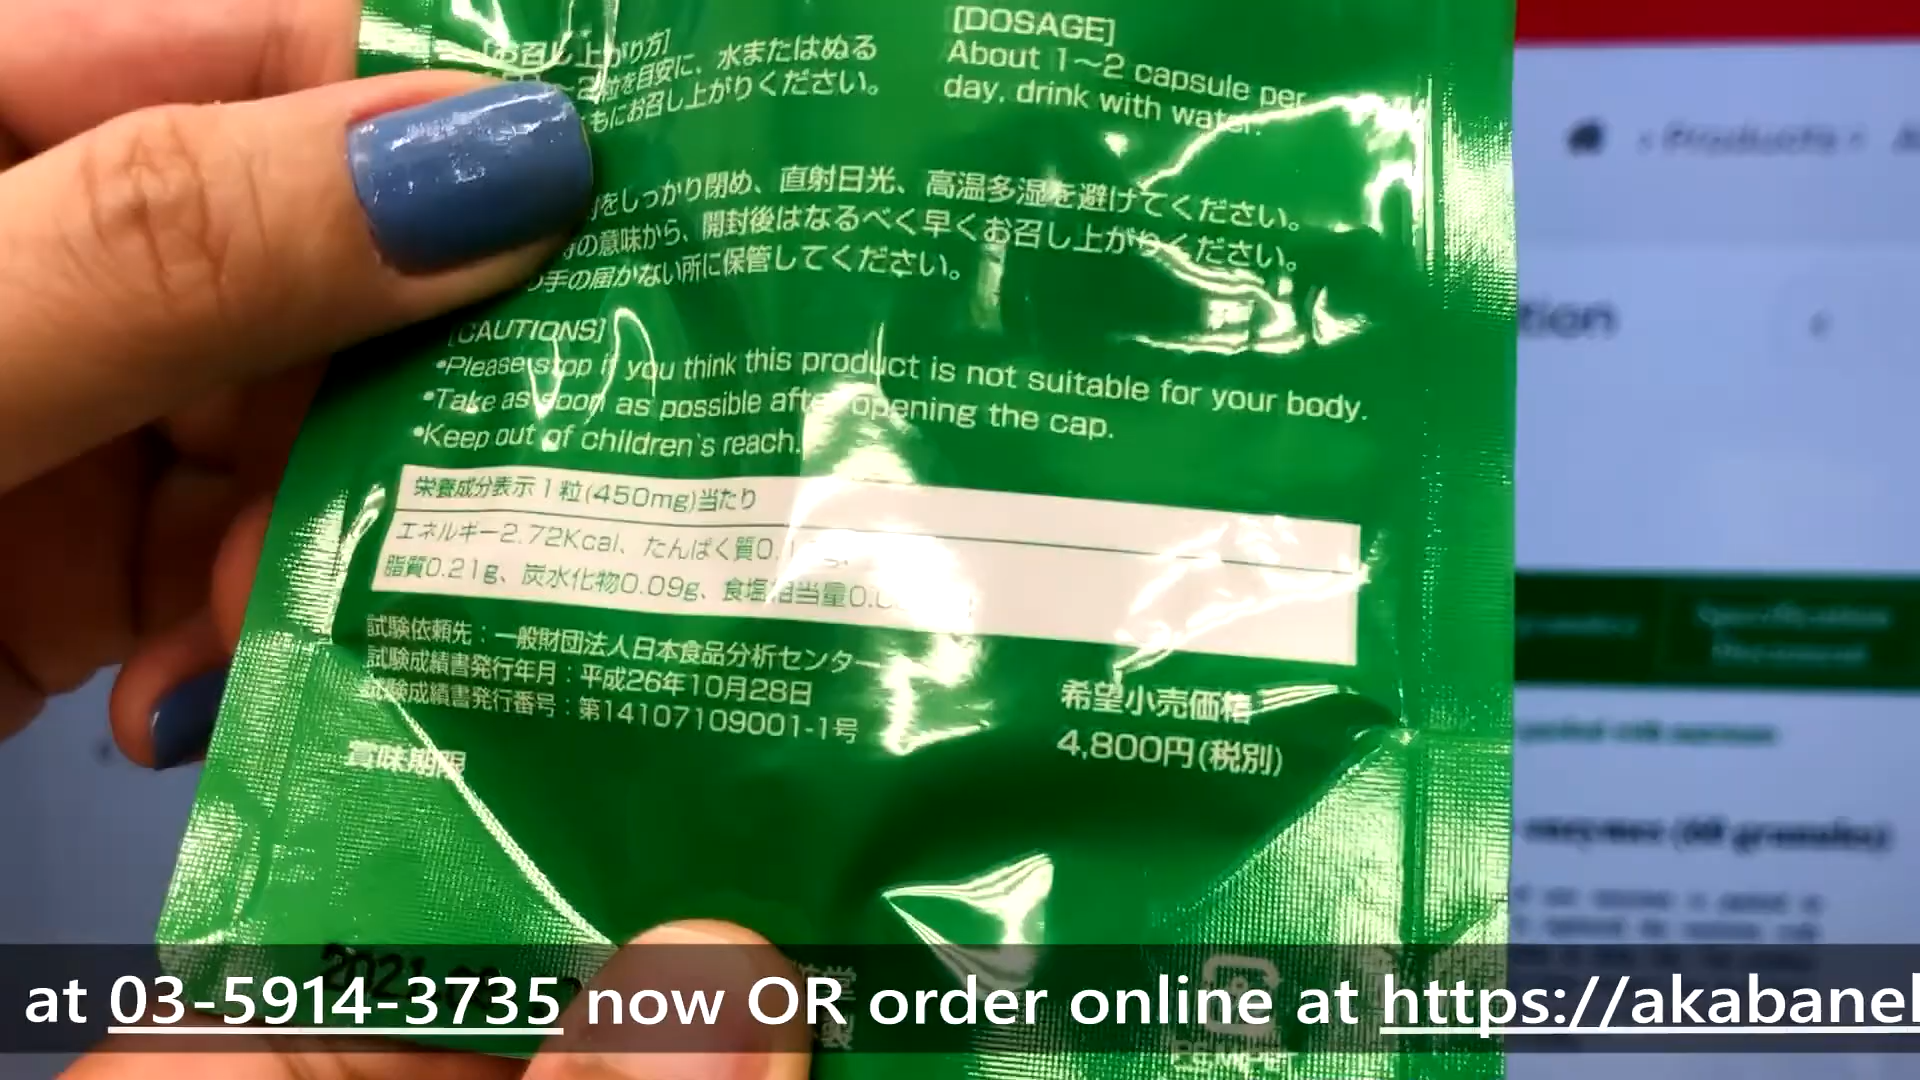 [お召し上がり方]
2粒を目安に、水またはぬる
もにお召し上がりください。
[DOSAGE]
About 1~2 capsule per
day. drink with water.
をしっかり閉め、直射日光、高温多湿を避けてください。
の意味から、開封後はなるべく早くお召し上がりください。
手の届かない所に保管してください。
[CAUTIONS]
•Please stop if you think this product is not suitable for your body.
•Take as soon as possible after opening the cap.
•Keep out of children's reach.
栄養成分表示1粒(450mg)当たり
エネルギー2.72Kcal、たんぱく質0.1
脂質0.21g、炭水化物0.09g、食塩相当量0.0
試験依頼先：一般財団法人日本食品分析センター
試験成績書発行年月：平成26年10月28日
試験成績書発行番号：第14107109001-1号
希望小売価格
4,800円(税別)
賞味期限
2021.
at 03-5914-3735 now OR order online at https://akabane
Products
tion
Specification
enzymes (60 granules)